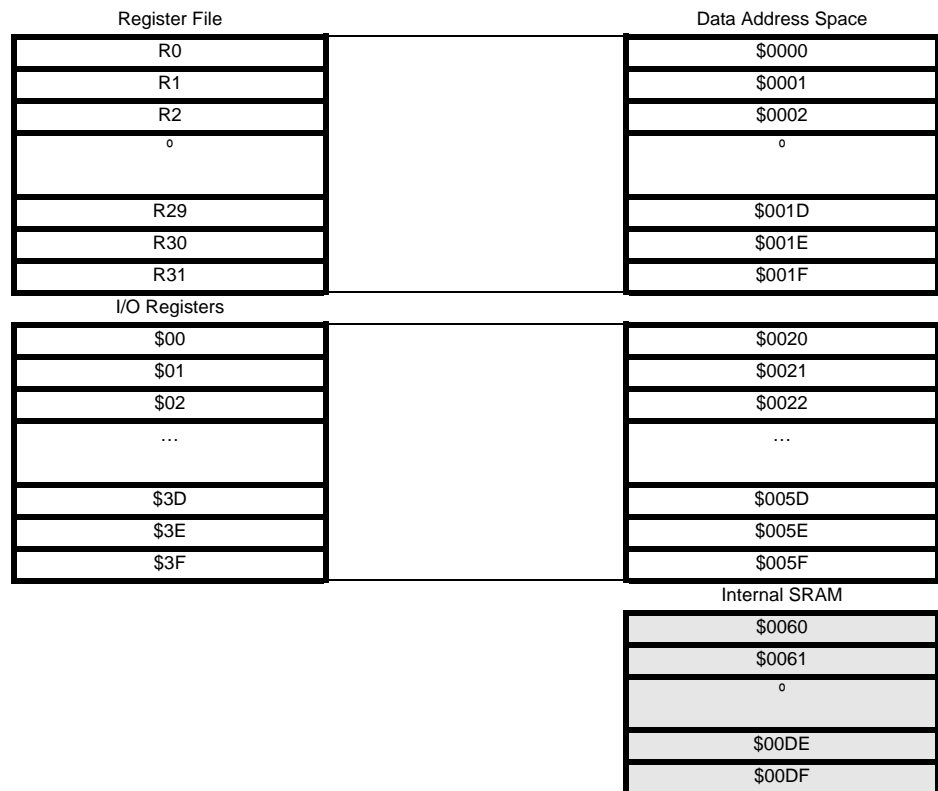 Register File Data Address Space
R0 $0000
R1 $0001
R2 $0002
º º
R29 $001D
R30 $001E
R31 $001F
I/O Registers
$00 $0020
$01 $0021
$02 $0022
… …
$3D $005D
$3E $005E
$3F $005F
Internal SRAM
$0060
$0061
º
$00DE
$00DF